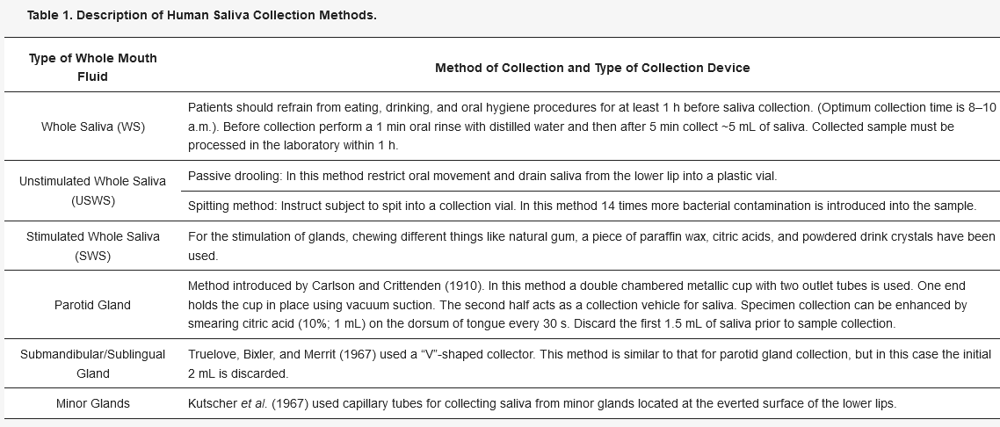 Table 1. Description of Human Saliva Collection Methods.
Type of Whole Mouth
Fluid
Method of Collection and Type of Collection Device
Whole Saliva (WS)
Patients should refrain from eating, drinking, and oral hygiene procedures for at least 1 h before saliva collection. (Optimum collection time is 8–10
a.m.). Before collection perform a 1 min oral rinse with distilled water and then after 5 min collect ~5 mL of saliva. Collected sample must be
processed in the laboratory within 1 h.
Unstimulated Whole Saliva
(USWS)
Passive drooling: In this method restrict oral movement and drain saliva from the lower lip into a plastic vial.
Spitting method: Instruct subject to spit into a collection vial. In this method 14 times more bacterial contamination is introduced into the sample.
Stimulated Whole Saliva
(SWS)
For the stimulation of glands, chewing different things like natural gum, a piece of paraffin wax, citric acids, and powdered drink crystals have been
used.
Parotid Gland
Method introduced by Carlson and Crittenden (1910). In this method a double chambered metallic cup with two outlet tubes is used. One end
holds the cup in place using vacuum suction. The second half acts as a collection vehicle for saliva. Specimen collection can be enhanced by
smearing citric acid (10%; 1 mL) on the dorsum of tongue every 30 s. Discard the first 1.5 mL of saliva prior to sample collection.
Submandibular/Sublingual
Gland
Truelove, Bixler, and Merrit (1967) used a “V”-shaped collector. This method is similar to that for parotid gland collection, but in this case the initial
2 mL is discarded.
Minor Glands
Kutscher et al. (1967) used capillary tubes for collecting saliva from minor glands located at the everted surface of the lower lips.